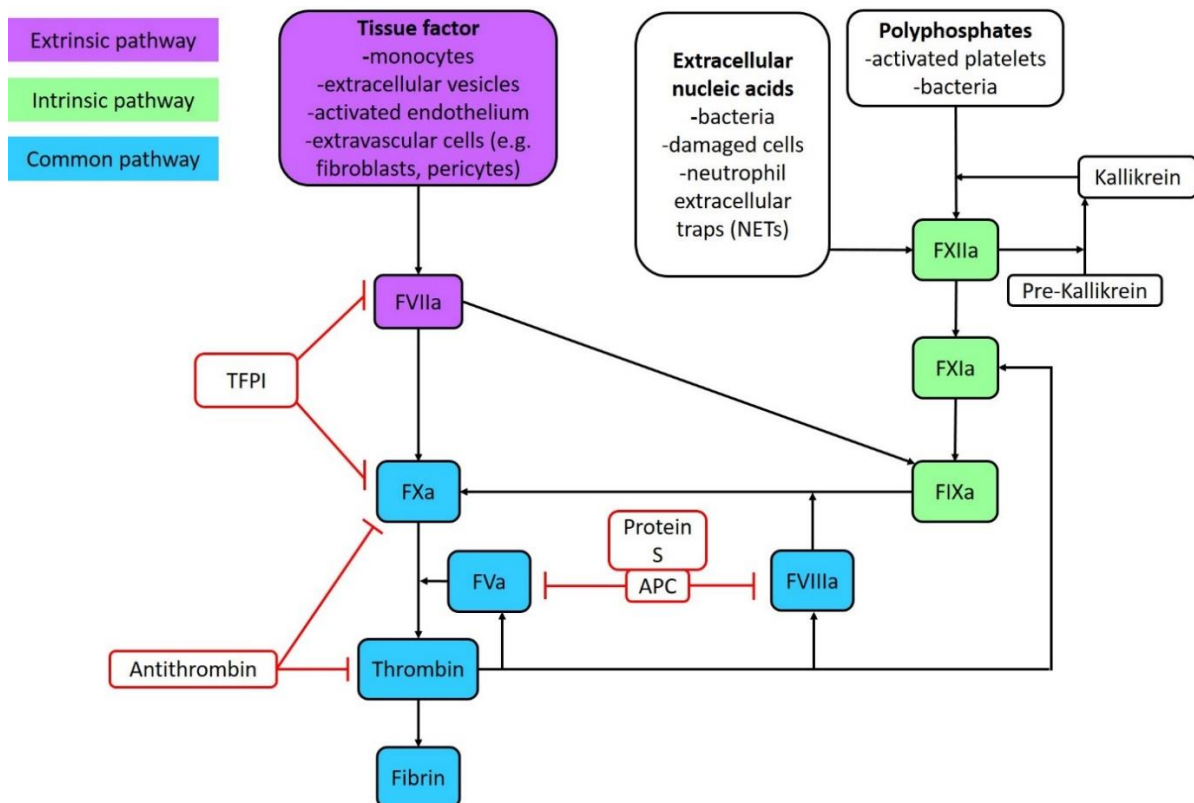 Extrinsic pathway
Intrinsic pathway
Common pathway
Tissue factor
-monocytes
-extracellular vesicles
-activated endothelium
-extravascular cells (e.g.
fibroblasts, pericytes)
Extracellular
nucleic acids
-bacteria
-damaged cells
-neutrophil
extracellular
traps (NETs)
Polyphosphates
-activated platelets
-bacteria
Kallikrein
FXIIa
Pre-Kallikrein
FVIIa
FXIa
TFPI
FXa
FIXa
Protein
S
APC
FVa
FVIIIa
Antithrombin
Thrombin
Fibrin